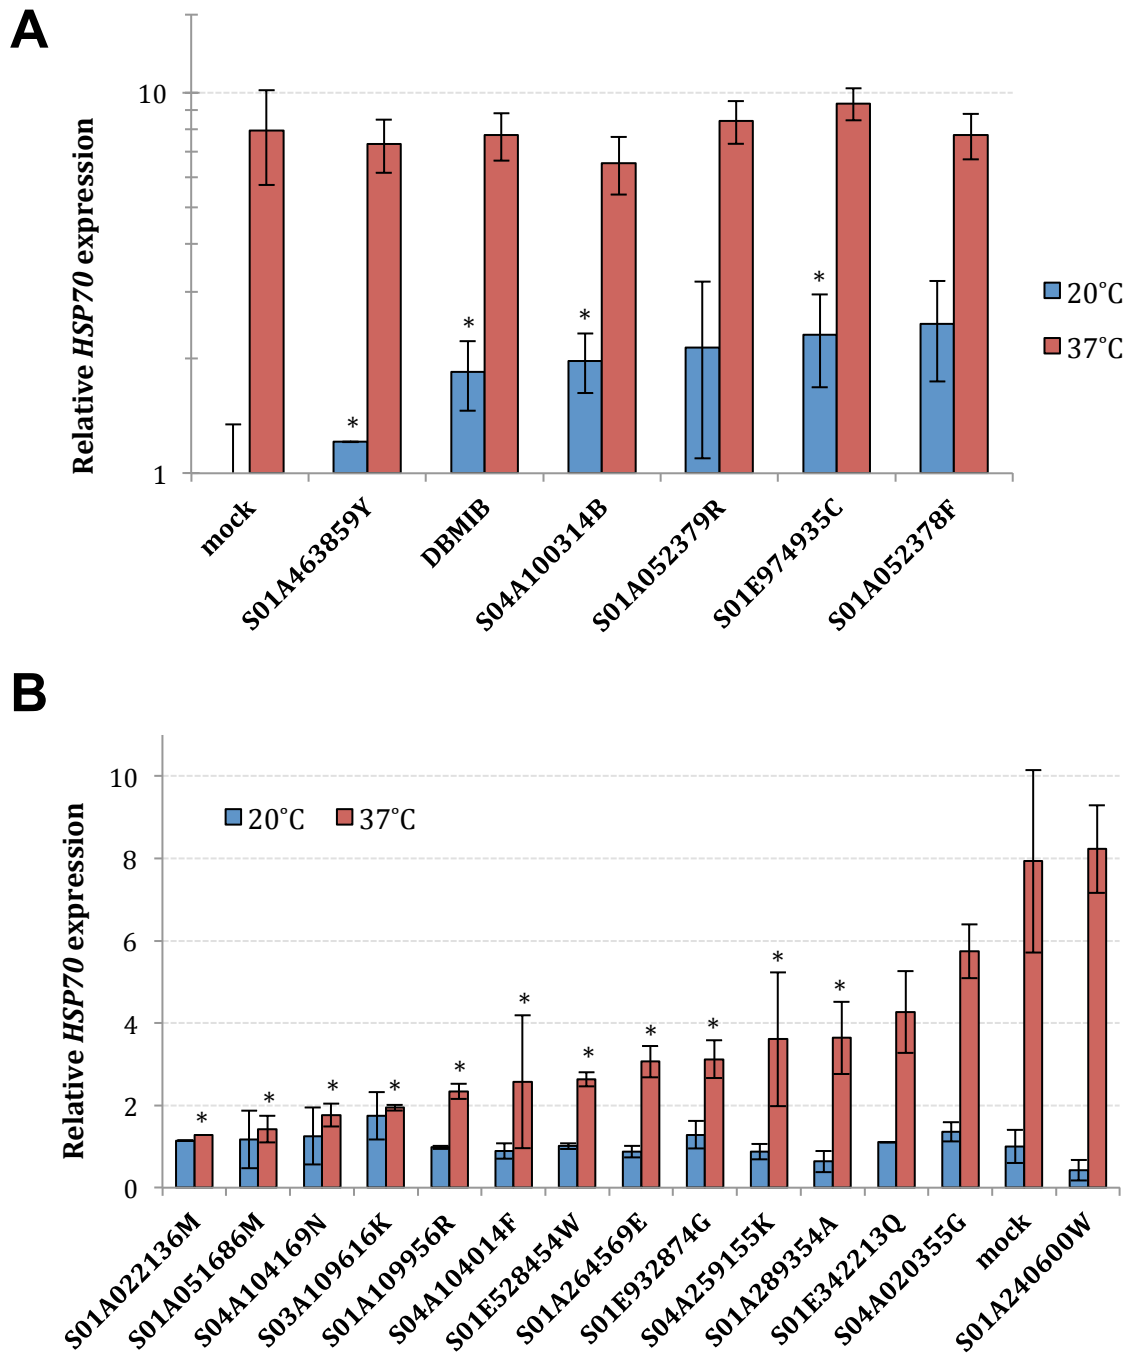 A
10
1
Relative HSP70 expression
*
*
*
*
20°C
37°C
mock
S01A463859Y
DBMIB
S04A100314B
S01A052379R
S01E974935C
S01A052378F
B
10
8
6
4
2
0
Relative HSP70 expression
20°C
37°C
*
*
*
*
*
*
*
*
*
*
*
S01A022136M
S01A051686M
S04A104169N
S03A109616K
S01A109956R
S04A104014F
S01E528454W
S01A264569E
S01E932874G
S04A259155K
S01A289354A
S01E342213Q
S04A020355G
mock
S01A240600W